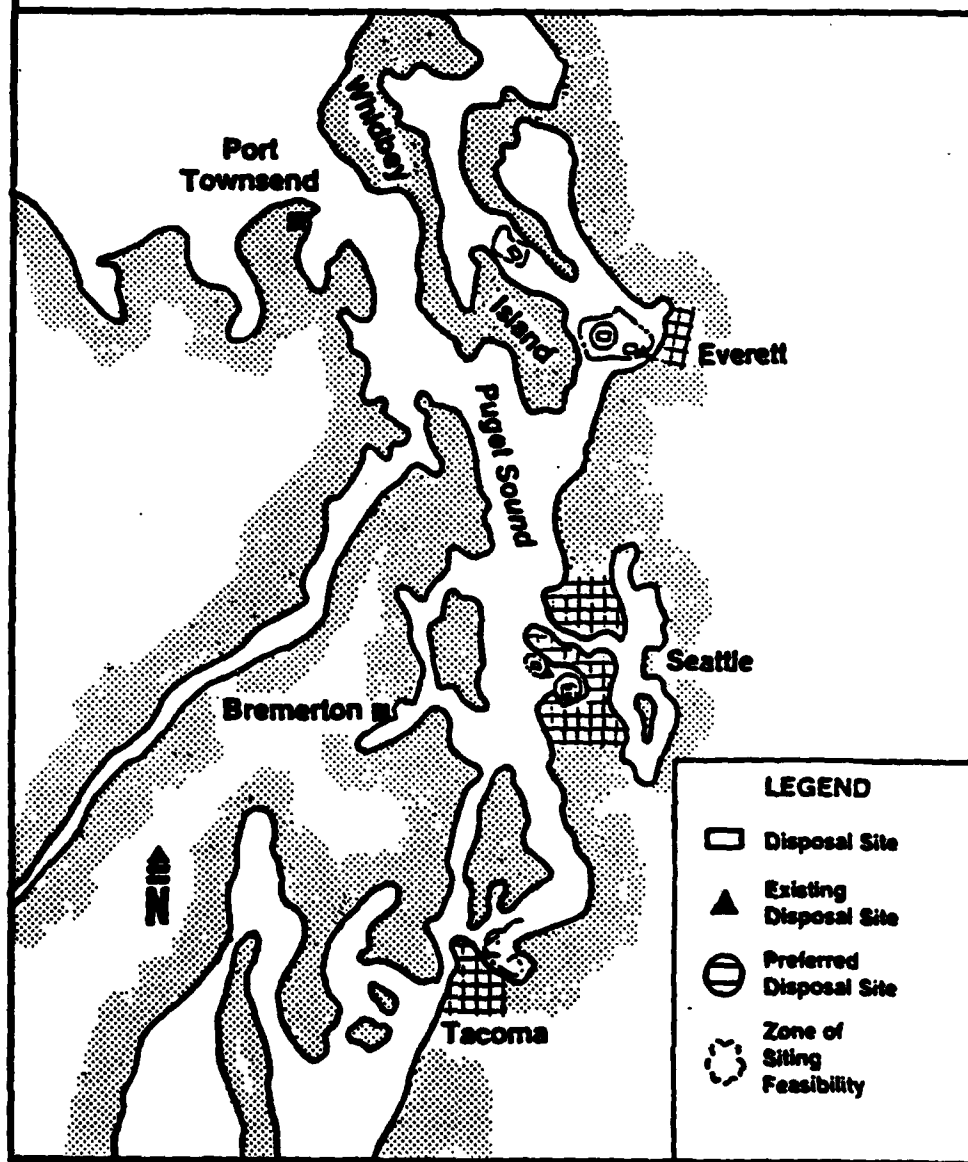 Whidbey
Port
Townsend
Island
Everett
Puget Sound
Seattle
Bremerton
N
Tacoma
LEGEND
Disposal Site
Existing
Disposal Site
Preferred
Disposal Site
Zone of
Siting
Feasibility